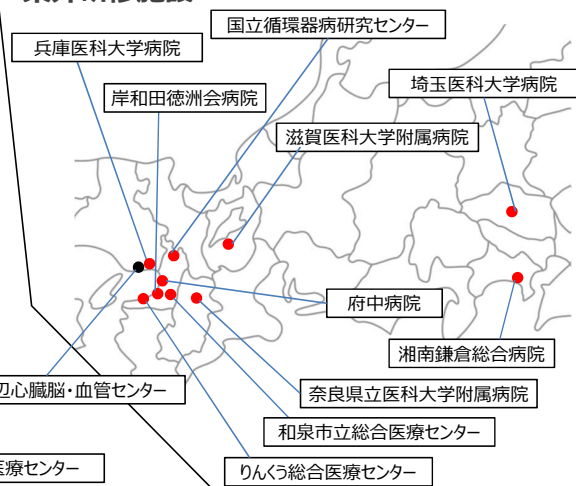 国立循環器病研究センター
兵庫医科大学病院
埼玉医科大学病院
岸和田徳洲会病院
滋賀医科大学附属病院
府中病院
湘南鎌倉総合病院
心臓脳・血管センター
奈良県立医科大学附属病院
和泉市立総合医療センター
医療センター
りんくう総合医療センター